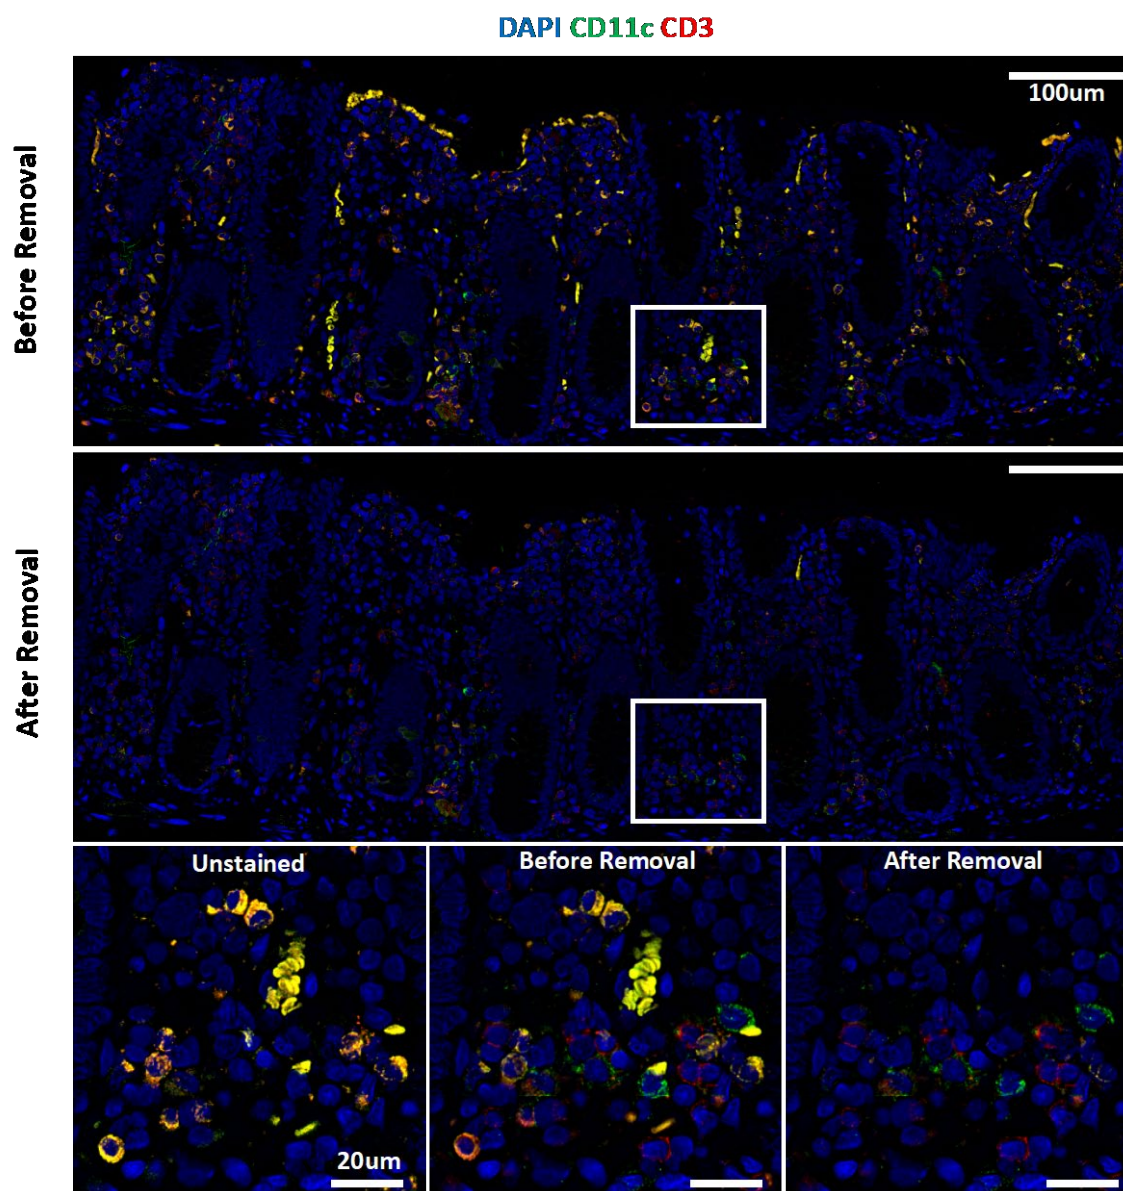 DAPI CD11c CD3
Before Removal
100um
After Removal
Unstained
Before Removal
After Removal
20um